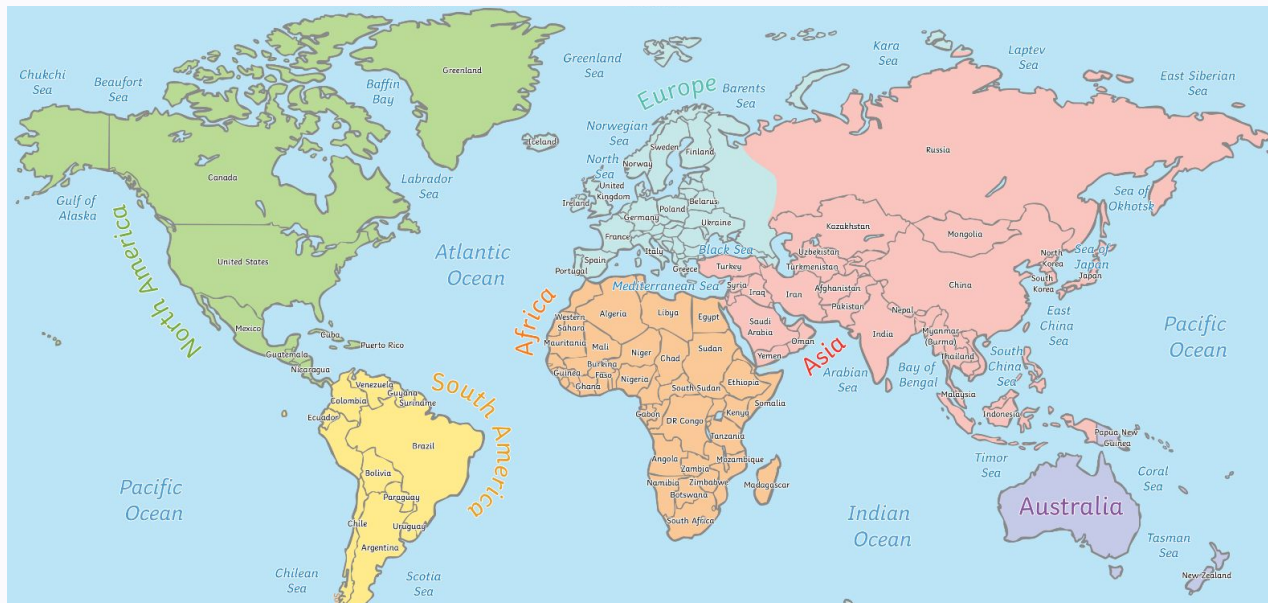 Chukchi
Sea
Beaufort
Sea
Baffin
Bay
Greenland
Greenland
Sea
Kara
Sea
Laptev
Sea
East Siberian
Sea
Europe
Barents
Sea
Norwegian
Sea
Iceland
Sweden
Finland
Norway
Russia
Canada
Labrador
Sea
North
Sea
United
Kingdom
Ireland
Belarus
Poland
Germany
Ukraine
France
Gulf of
Alaska
Sea of
Okhotsk
Kazakhstan
Mongolia
North America
United States
Atlantic
Ocean
Italy
Black Sea
Spain
Portugal
Greece
Turkey
Uzbekistan
Turkmenistan
North
Korea
South
Korea
Sea of
Japan
Japan
Mediterranean Sea
Syria
Iraq
Iran
Afghanistan
Pakistan
China
Africa
Western
Sahara
Algeria
Libya
Egypt
Saudi
Arabia
Oman
Yemen
Asia
Nepal
India
Myanmar
(Burma)
Thailand
East
China Sea
Pacific
Ocean
Mexico
Cuba
Puerto Rico
Guatemala
Nicaragua
Mauritania
Mali
Niger
Chad
Sudan
Burkina
Faso
Guinea
Ghana
Nigeria
South Sudan
Ethiopia
Somalia
Arabian
Sea
Bay of
Bengal
South
China
Sea
South America
Venezuela
Guyana
Suriname
Colombia
Ecuador
Brazil
Gabon
DR Congo
Kenya
Tanzania
Malaysia
Indonesia
Papua New
Guinea
Bolivia
Paraguay
Chile
Uruguay
Argentina
Angola
Zambia
Mozambique
Namibia
Zimbabwe
Botswana
Madagascar
South Africa
Timor
Sea
Coral
Sea
Australia
Pacific
Ocean
Indian
Ocean
Tasman
Sea
New Zealand
Chilean
Sea
Scotia
Sea